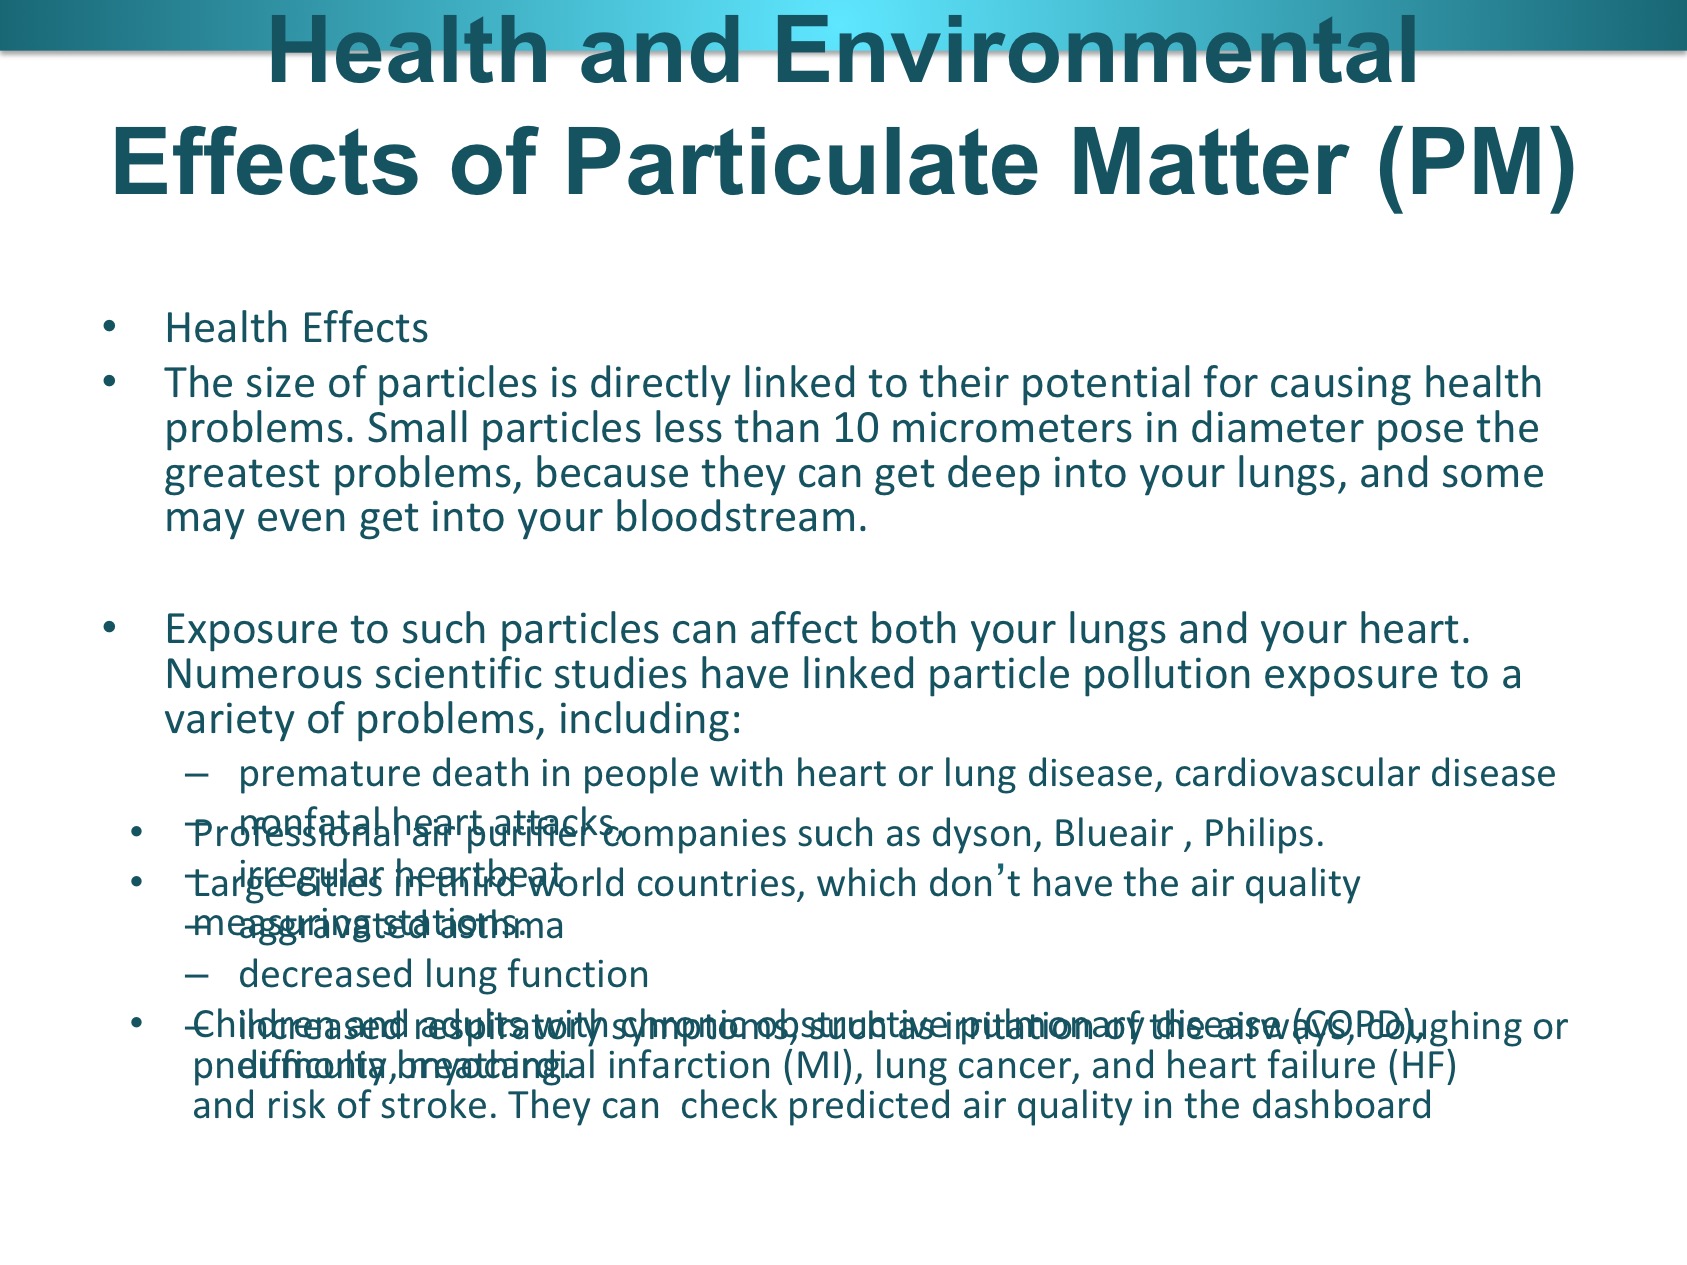 Health and Environmental
Effects of Particulate Matter (PM)
• Health Effects
• The size of particles is directly linked to their potential for causing health
problems. Small particles less than 10 micrometers in diameter pose the
greatest problems, because they can get deep into your lungs, and some
may even get into your bloodstream.
• Exposure to such particles can affect both your lungs and your heart.
Numerous scientific studies have linked particle pollution exposure to a
variety of problems, including:
– premature death in people with heart or lung disease, cardiovascular disease
– nonfatal heart attacks,
– irregular heartbeat
– aggravated asthma
– decreased lung function
– increased respiratory symptoms, such as irritation of the airways, coughing or
difficulty breathing.
• Professional air purifier companies such as dyson, Blueair , Philips.
• Large cities in third world countries, which don’t have the air quality
measuring stations.
• Children and adults with chronic obstructive pulmonary disease (COPD),
pneumonia, myocardial infarction (MI), lung cancer, and heart failure (HF)
and risk of stroke. They can  check predicted air quality in the dashboard